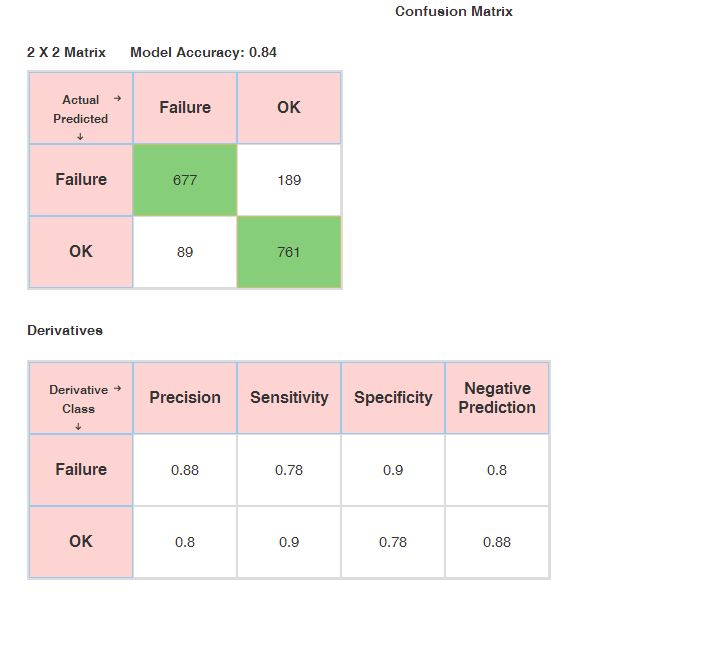 Confusion Matrix
2 X 2 Matrix Model Accuracy: 0.84
Actual → Predicted ↓ Failure OK
Failure 677 189
OK 89 761
Derivatives
Derivative → Class ↓ Precision Sensitivity Specificity Negative Prediction
Failure 0.88 0.78 0.9 0.8
OK 0.8 0.9 0.78 0.88